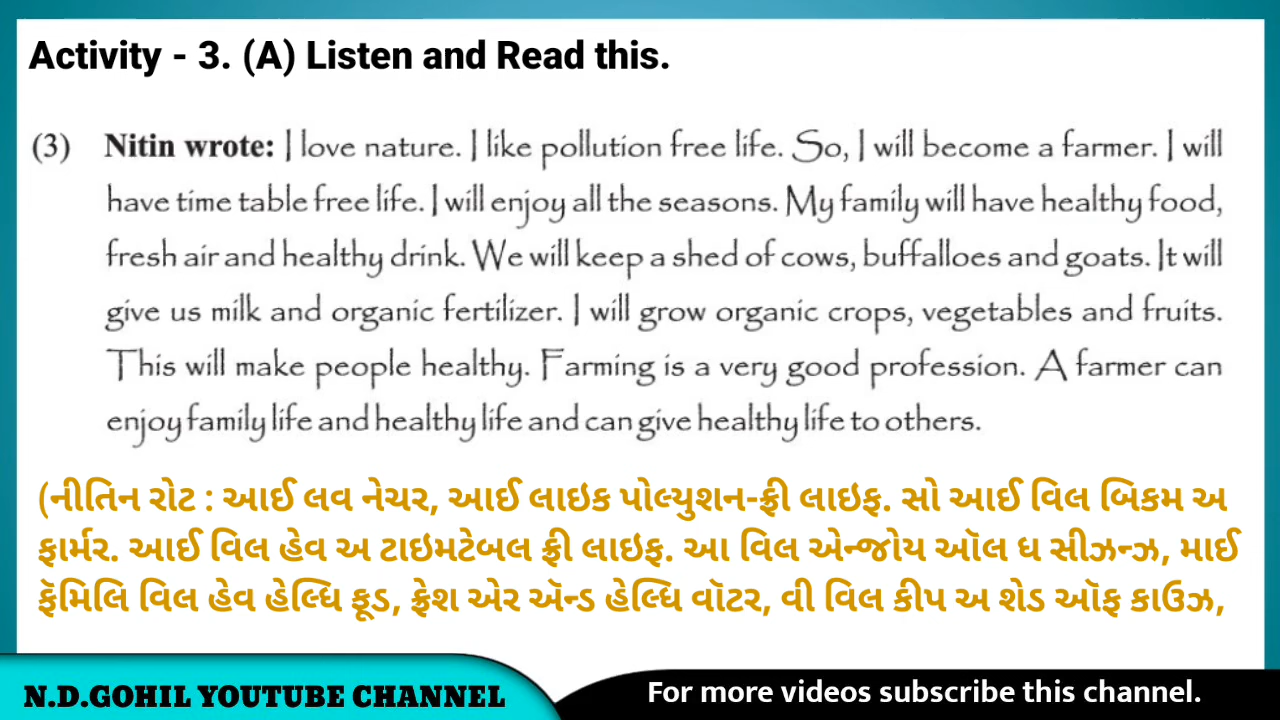 Activity - 3. (A) Listen and Read this.
(3) Nitin wrote: I love nature. I like pollution free life. So, I will become a farmer. I will
have time table free life. I will enjoy all the seasons. My family will have healthy food,
fresh air and healthy drink. We will keep a shed of cows, buffalloes and goats. It will
give us milk and organic fertilizer. I will grow organic crops, vegetables and fruits.
This will make people healthy. Farming is a very good profession. A farmer can
enjoy family life and healthy life and can give healthy life to others.
(નીતિન રોટ : આઈ લવ નેચર, આઈ લાઇક પોલ્યુશન-ફ્રી લાઇફ. સો આઈ વિલ બિકમ અ
ફાર્મર. આઈ વિલ હેવ અ ટાઇમટેબલ ફ્રી લાઇફ. આ વિલ એન્જોય ઑલ ધ સીઝન્ઝ, માઈ
ફૅમિલિ વિલ હેવ હેલ્ધિ ફૂડ, ફ્રેશ એર ઍન્ડ હેલ્ધિ વૉટર, વી વિલ કીપ અ શેડ ઑફ કાઉઝ,
N.D.GOHIL YOUTUBE CHANNEL
For more videos subscribe this channel.